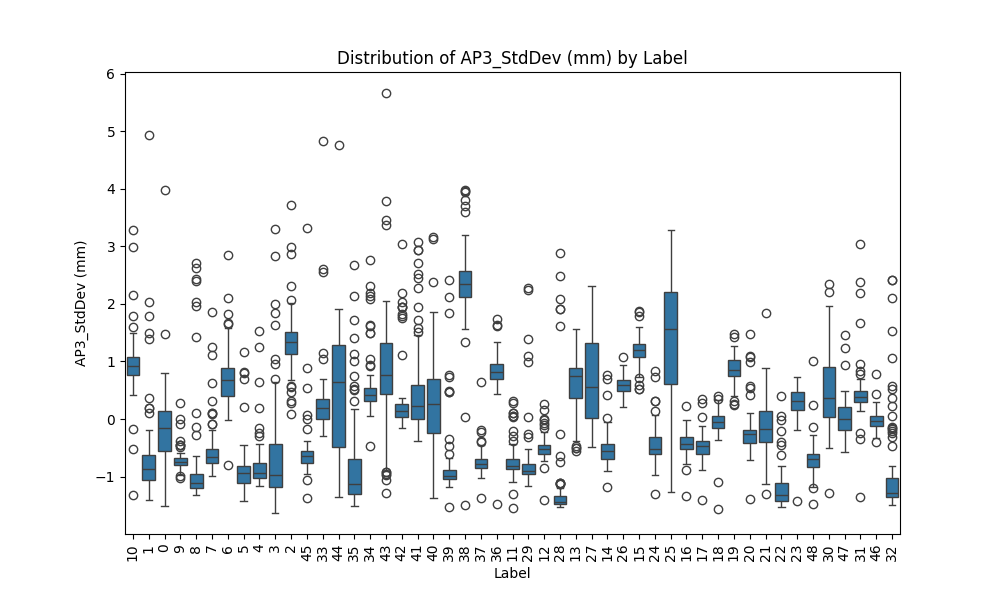 Distribution of AP3_StdDev (mm) by Label
6
5
4
3
2
1
0
−1
AP3_StdDev (mm)
10 1 0 9 8 7 6 5 4 3 2 45 33 44 35 34 43 42 41 40 39 38 37 36 11 29 12 28 13 27 14 26 15 24 25 16 17 18 19 20 21 22 23 48 30 47 31 46 32
Label